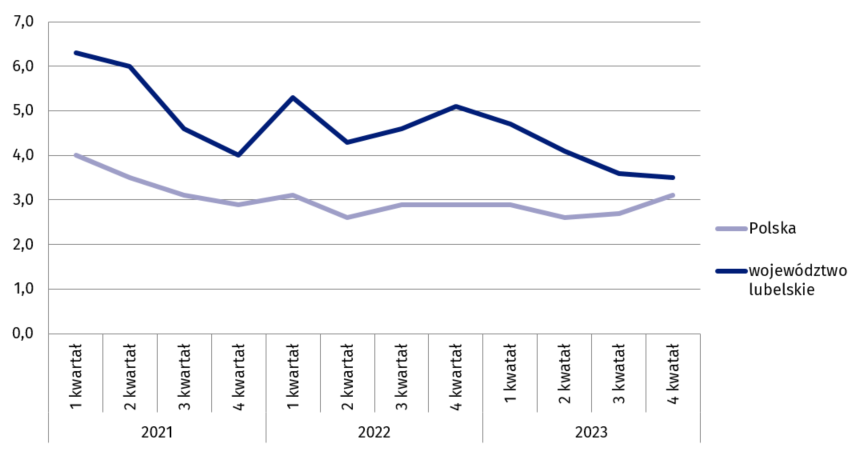 7,0
6,0
5,0
4,0
3,0
2,0
1,0
0,0
1 kwartał
2 kwartał
3 kwartał
4 kwartał
1 kwartał
2 kwartał
3 kwartał
4 kwartał
1 kwatał
2 kwatał
3 kwatał
4 kwatał
2021
2022
2023
Polska
województwo
lubelskie